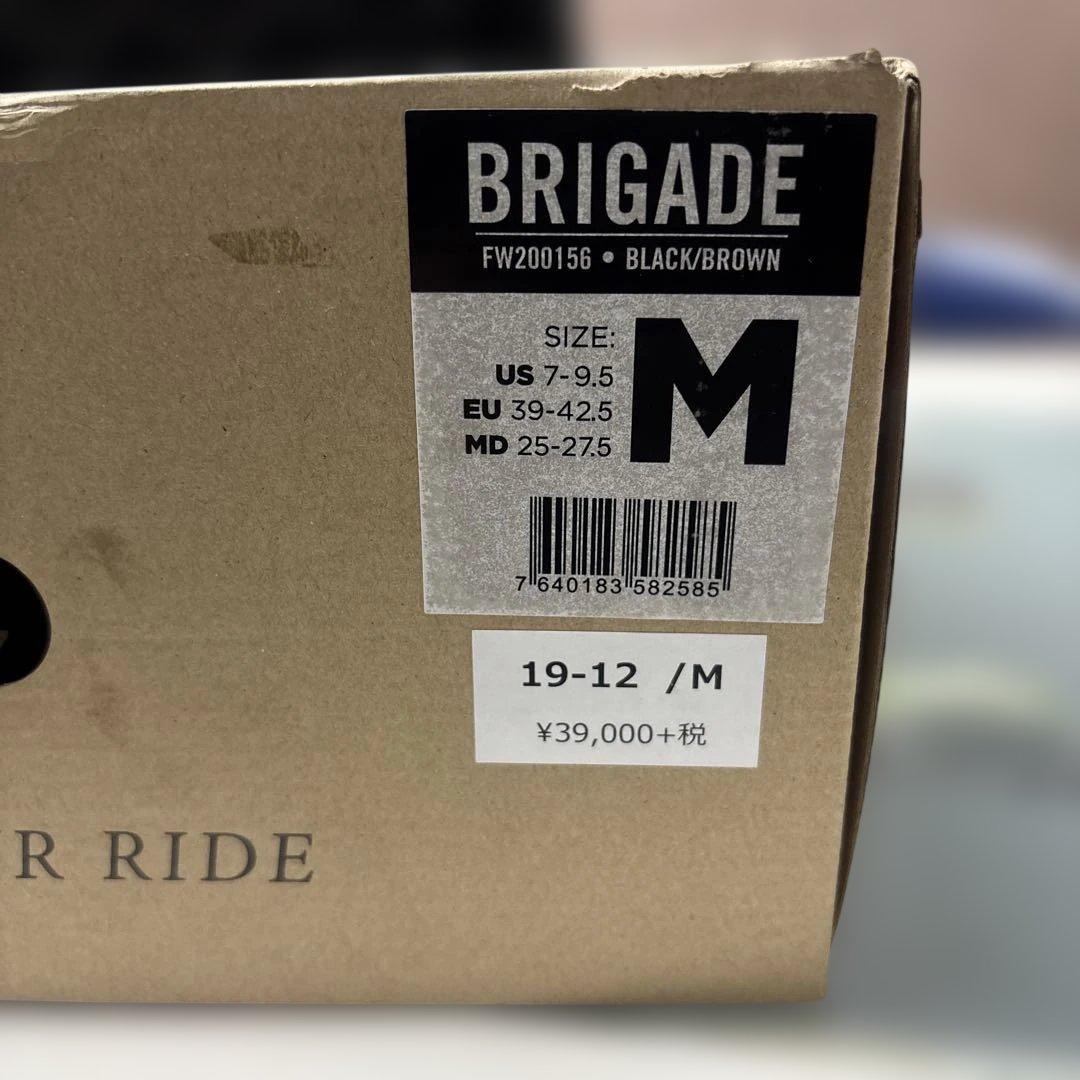 BRIGADE
FW200156 • BLACK/BROWN
SIZE:
US 7-9.5
EU 39-42.5
MD 25-27.5
M
7 640183 582585
19-12 /M
¥39,000+税
R RIDE